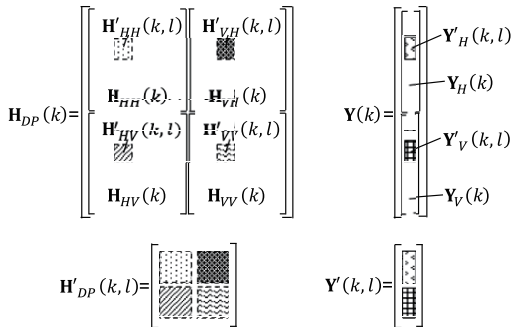 H'_HH(k, l) H'_VH(k, l) Y'_H(k, l)
H_HH(k) H_VH(k) Y_H(k)
H_DP(k)= Y(k)=
H'_HV(k, l) H'_VV(k, l) Y'_V(k, l)
H_HV(k) H_VV(k) Y_V(k)
H'_DP(k, l)= Y'(k, l)=